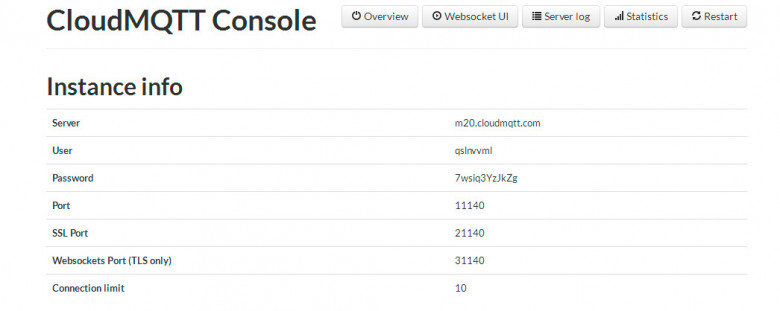 CloudMQTT Console
Overview Websocket UI Server log Statistics Restart
Instance info
Server m20.cloudmqtt.com
User qslnvvml
Password 7wsiq3YzJkZg
Port 11140
SSL Port 21140
Websockets Port (TLS only) 31140
Connection limit 10